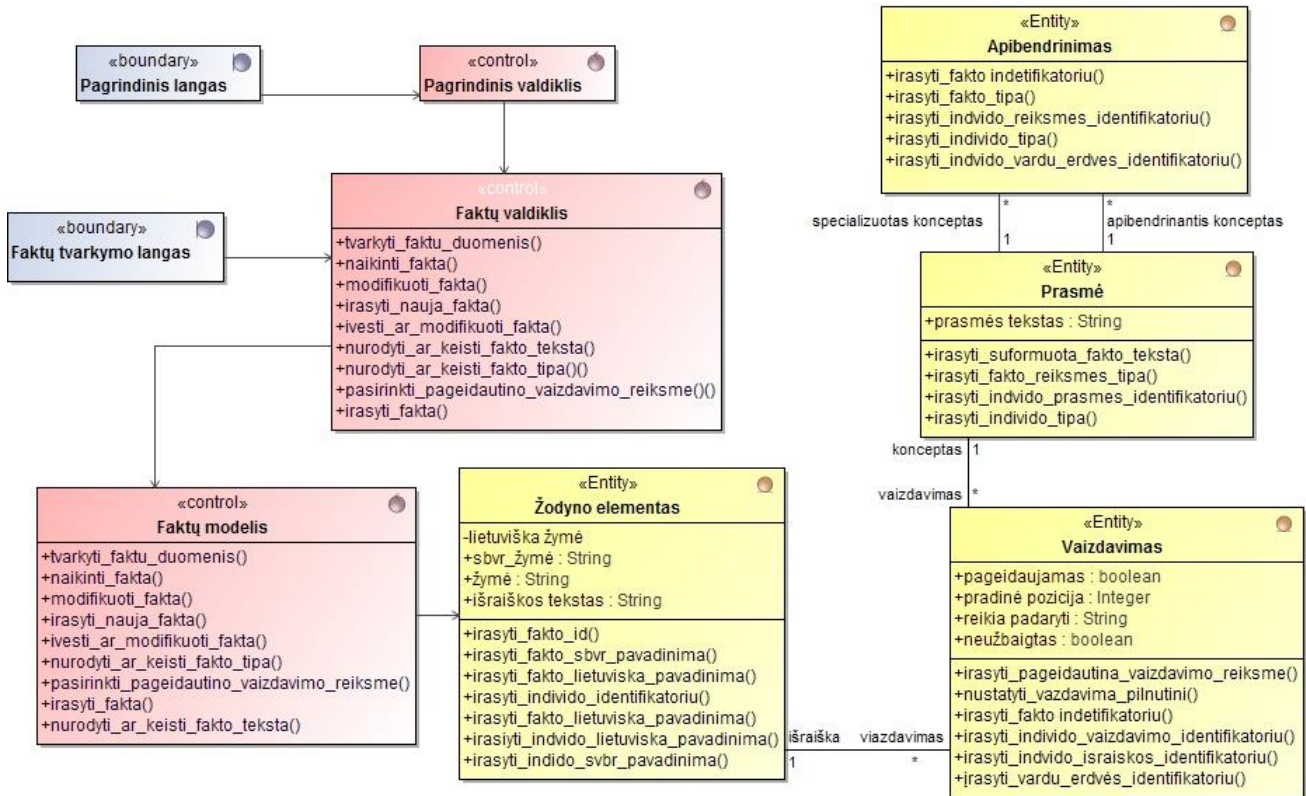 «boundary»
Pagrindinis langas
«control»
Pagrindinis valdiklis
«Entity»
Apibendrinimas
+irasyti_fakto indetifikatoriu()
+irasyti_fakto_tipa()
+irasyti_indvido_reiksmes_identifikatoriu()
+irasyti_individo_tipa()
+irasyti_indvido_vardu_erdves_identifikatoriu()
«boundary»
Faktų tvarkymo langas
«control»
Faktų valdiklis
+tvarkyti_faktu_duomenis()
+naikinti_fakta()
+modifikuoti_fakta()
+irasyti_nauja_fakta()
+ivesti_ar_modifikuoti_fakta()
+nurodyti_ar_keisti_fakto_teksta()
+nurodyti_ar_keisti_fakto_tipa()()
+pasirinkti_pageidautino_vaizdavimo_reiksme()()
+irasyti_fakta()
specializuotas konceptas
*
1
*
apibendrinantis konceptas
1
«Entity»
Prasmė
+prasmės tekstas : String
+irasyti_suformuota_fakto_teksta()
+irasyti_fakto_reiksmes_tipa()
+irasyti_indvido_prasmes_identifikatoriu()
+irasyti_individo_tipa()
konceptas 1
vaizdavimas *
«control»
Faktų modelis
+tvarkyti_faktu_duomenis()
+naikinti_fakta()
+modifikuoti_fakta()
+irasyti_nauja_fakta()
+ivesti_ar_modifikuoti_fakta()
+nurodyti_ar_keisti_fakto_tipa()
+pasirinkti_pageidautino_vaizdavimo_reiksme()
+irasyti_fakta()
+nurodyti_ar_keisti_fakto_teksta()
«Entity»
Žodyno elementas
-lietuviška žymė
+sbvr_žymė : String
+žymė : String
+išraiškos tekstas : String
+irasyti_fakto_id()
+irasyti_fakto_sbvr_pavadinima()
+irasyti_fakto_lietuviska_pavadinima()
+irasyti_individo_identifikatoriu()
+irasyti_fakto_lietuviska_pavadinima()
+irasiyti_indvido_lietuviska_pavadinima()
+irasyti_indido_svbr_pavadinima()
išraiška viazdavimas
1 *
«Entity»
Vaizdavimas
+pageidaujamas : boolean
+pradinė pozicija : Integer
+reikia padaryti : String
+neužbaigtas : boolean
+irasyti_pageidautina_vaizdavimo_reiksme()
+nustatyti_vazdavima_pilnutini()
+irasyti_fakto indetifikatoriu()
+irasyti_individo_vaizdavimo_identifikatoriu()
+irasyti_indvido_israiskos_identifikatoriu()
+įrasyti_vardu_erdvės_identifikatoriu()